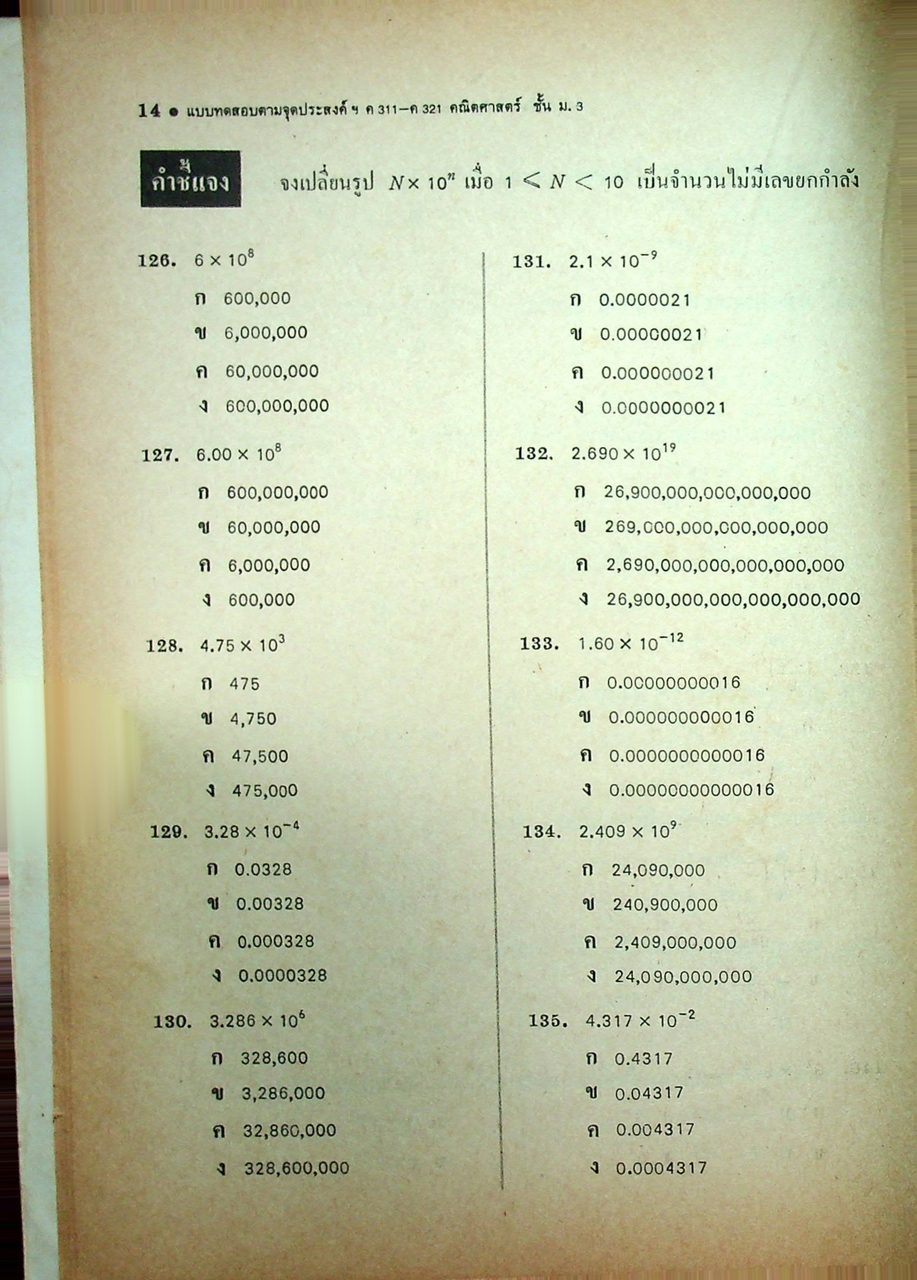 14 ● แบบทดสอบตามจุดประสงค์ ฯ ค 311–ค 321 คณิตศาสตร์ ชั้น ม. 3
คำชี้แจง จงเปลี่ยนรูป N × 10ⁿ เมื่อ 1 ⩽ N < 10 เป็นจำนวนไม่มีเลขยกกำลัง
126. 6 × 10⁸
ก 600,000
ข 6,000,000
ค 60,000,000
ง 600,000,000
127. 6.00 × 10⁸
ก 600,000,000
ข 60,000,000
ค 6,000,000
ง 600,000
128. 4.75 × 10³
ก 475
ข 4,750
ค 47,500
ง 475,000
129. 3.28 × 10⁻⁴
ก 0.0328
ข 0.00328
ค 0.000328
ง 0.0000328
130. 3.286 × 10⁶
ก 328,600
ข 3,286,000
ค 32,860,000
ง 328,600,000
131. 2.1 × 10⁻⁹
ก 0.0000021
ข 0.00000021
ค 0.000000021
ง 0.0000000021
132. 2.690 × 10¹⁹
ก 26,900,000,000,000,000
ข 269,000,000,000,000,000
ค 2,690,000,000,000,000,000
ง 26,900,000,000,000,000,000
133. 1.60 × 10⁻¹²
ก 0.00000000016
ข 0.000000000016
ค 0.0000000000016
ง 0.00000000000016
134. 2.409 × 10⁹
ก 24,090,000
ข 240,900,000
ค 2,409,000,000
ง 24,090,000,000
135. 4.317 × 10⁻²
ก 0.4317
ข 0.04317
ค 0.004317
ง 0.0004317